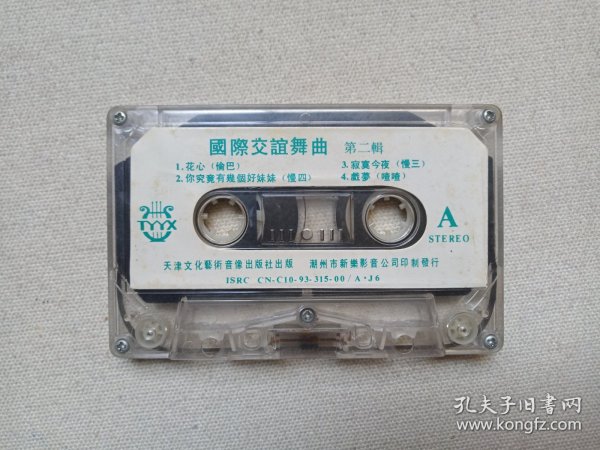 國際交誼舞曲 第二輯
1.花心（倫巴）
2.你究竟有幾個好妹妹（慢四）
3.寂寞今夜（慢三）
4.戲夢（喳喳）
TYYX
A
STEREO
天津文化藝術音像出版社出版 潮州市新樂影音公司印制發行
ISRC CN-C10-93-315-00/A·J6
孔夫子旧書网
www.kongfz.com